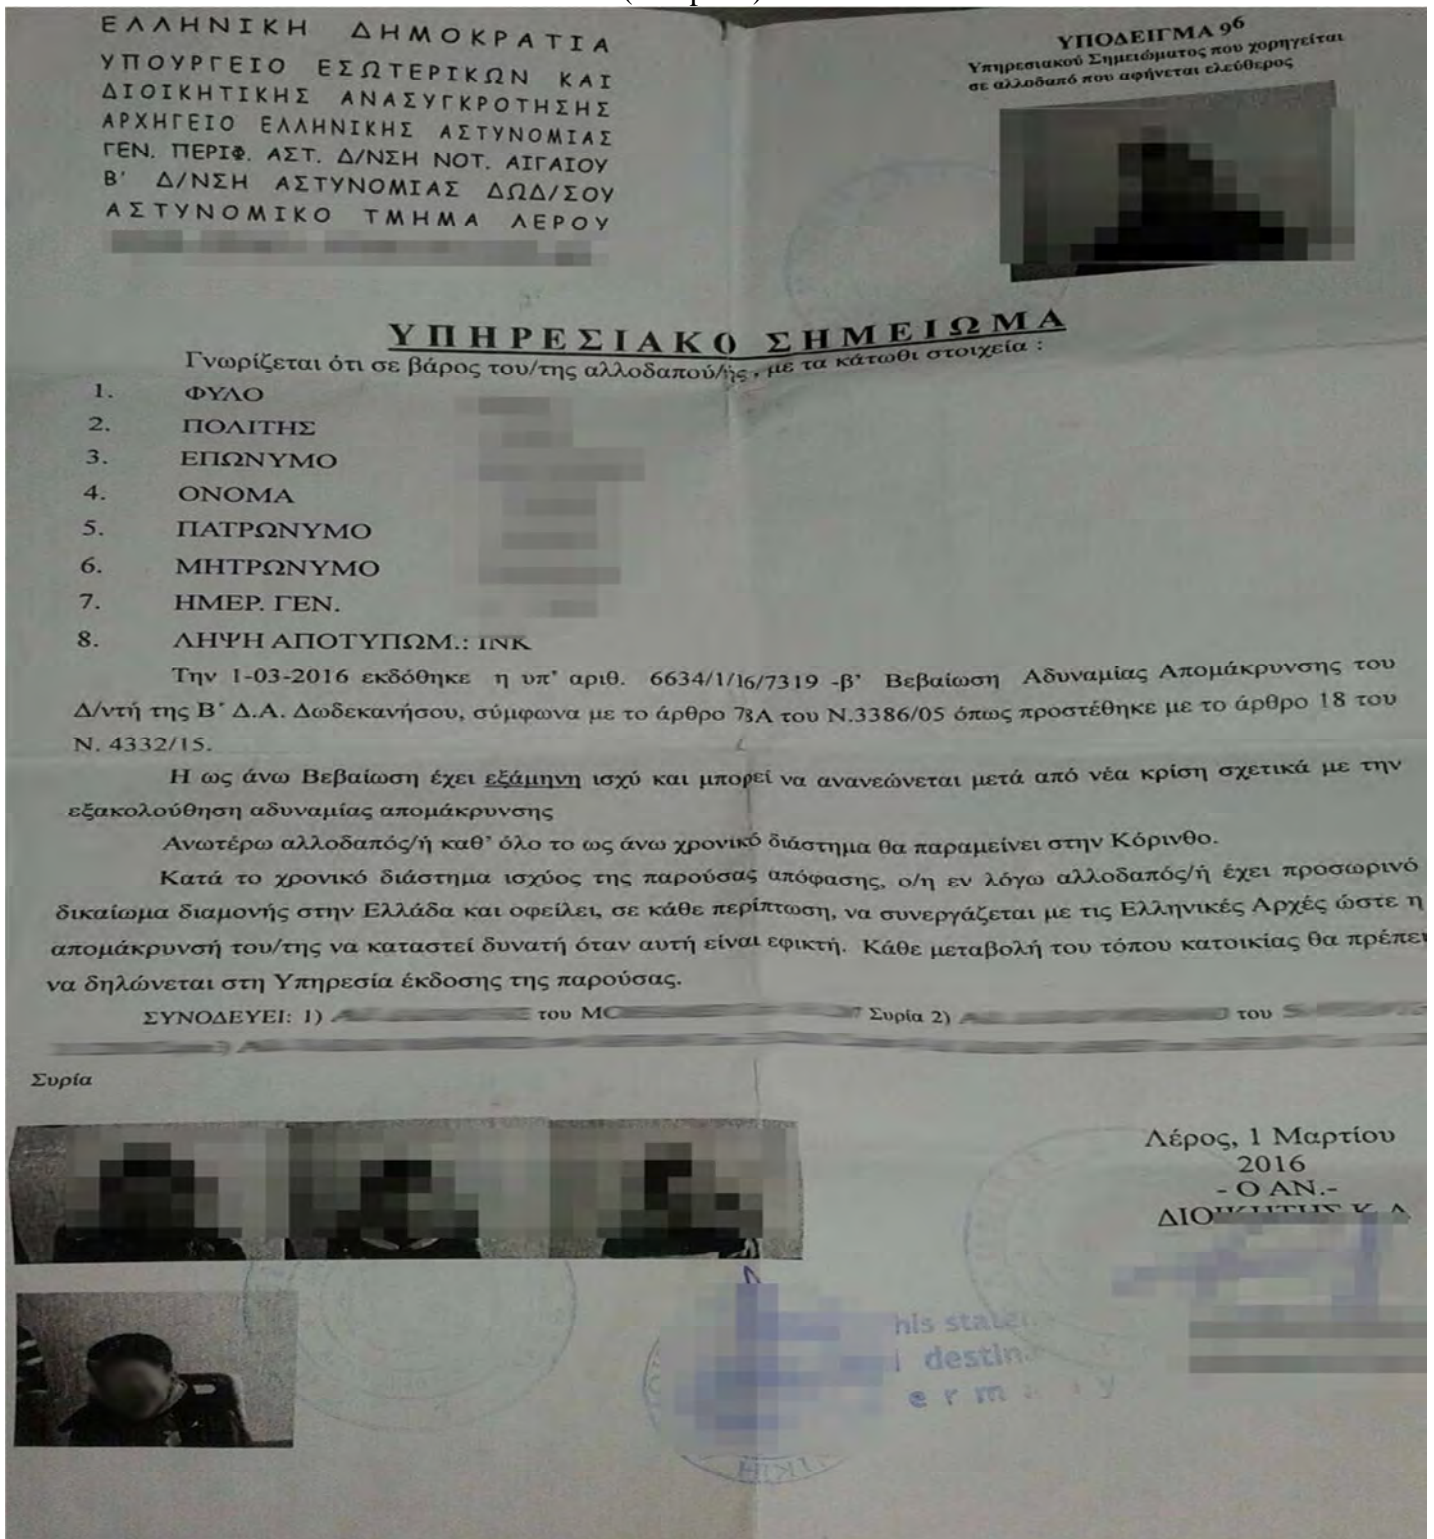 ΕΛΛΗΝΙΚΗ ΔΗΜΟΚΡΑΤΙΑ
ΥΠΟΥΡΓΕΙΟ ΕΣΩΤΕΡΙΚΩΝ ΚΑΙ
ΔΙΟΙΚΗΤΙΚΗΣ ΑΝΑΣΥΓΚΡΟΤΗΣΗΣ
ΑΡΧΗΓΕΙΟ ΕΛΛΗΝΙΚΗΣ ΑΣΤΥΝΟΜΙΑΣ
ΓΕΝ. ΠΕΡΙΦ. ΑΣΤ. Δ/ΝΣΗ ΝΟΤ. ΑΙΓΑΙΟΥ
Β' Δ/ΝΣΗ ΑΣΤΥΝΟΜΙΑΣ ΔΩΔ/ΣΟΥ
ΑΣΤΥΝΟΜΙΚΟ ΤΜΗΜΑ ΛΕΡΟΥ
ΥΠΟΔΕΙΓΜΑ 9β
Υπηρεσιακού Σημειώματος που χορηγείται
σε αλλοδαπό που αφήνεται ελεύθερος
ΥΠΗΡΕΣΙΑΚΟ ΣΗΜΕΙΩΜΑ
Γνωρίζεται ότι σε βάρος του/της αλλοδαπού/ής, με τα κάτωθι στοιχεία :
1. ΦΥΛΟ
2. ΠΟΛΙΤΗΣ
3. ΕΠΩΝΥΜΟ
4. ΟΝΟΜΑ
5. ΠΑΤΡΩΝΥΜΟ
6. ΜΗΤΡΩΝΥΜΟ
7. ΗΜΕΡ. ΓΕΝ.
8. ΛΗΨΗ ΑΠΟΤΥΠΩΜ.: INK
Την 1-03-2016 εκδόθηκε η υπ' αριθ. 6634/1/16/7319 -β' Βεβαίωση Αδυναμίας Απομάκρυνσης του
Δ/ντή της Β' Δ.Α. Δωδεκανήσου, σύμφωνα με το άρθρο 78Α του Ν.3386/05 όπως προστέθηκε με το άρθρο 18 του
Ν. 4332/15.
Η ως άνω Βεβαίωση έχει εξάμηνη ισχύ και μπορεί να ανανεώνεται μετά από νέα κρίση σχετικά με την
εξακολούθηση αδυναμίας απομάκρυνσης
Ανωτέρω αλλοδαπός/ή καθ' όλο το ως άνω χρονικό διάστημα θα παραμείνει στην Κόρινθο.
Κατά το χρονικό διάστημα ισχύος της παρούσας απόφασης, ο/η εν λόγω αλλοδαπός/ή έχει προσωρινό
δικαίωμα διαμονής στην Ελλάδα και οφείλει, σε κάθε περίπτωση, να συνεργάζεται με τις Ελληνικές Αρχές ώστε η
απομάκρυνσή του/της να καταστεί δυνατή όταν αυτή είναι εφικτή. Κάθε μεταβολή του τόπου κατοικίας θα πρέπει
να δηλώνεται στη Υπηρεσία έκδοσης της παρούσας.
ΣΥΝΟΔΕΥΕΙ: 1) του Συρία 2) του
Συρία
Λέρος, 1 Μαρτίου
2016
- Ο ΑΝ.-